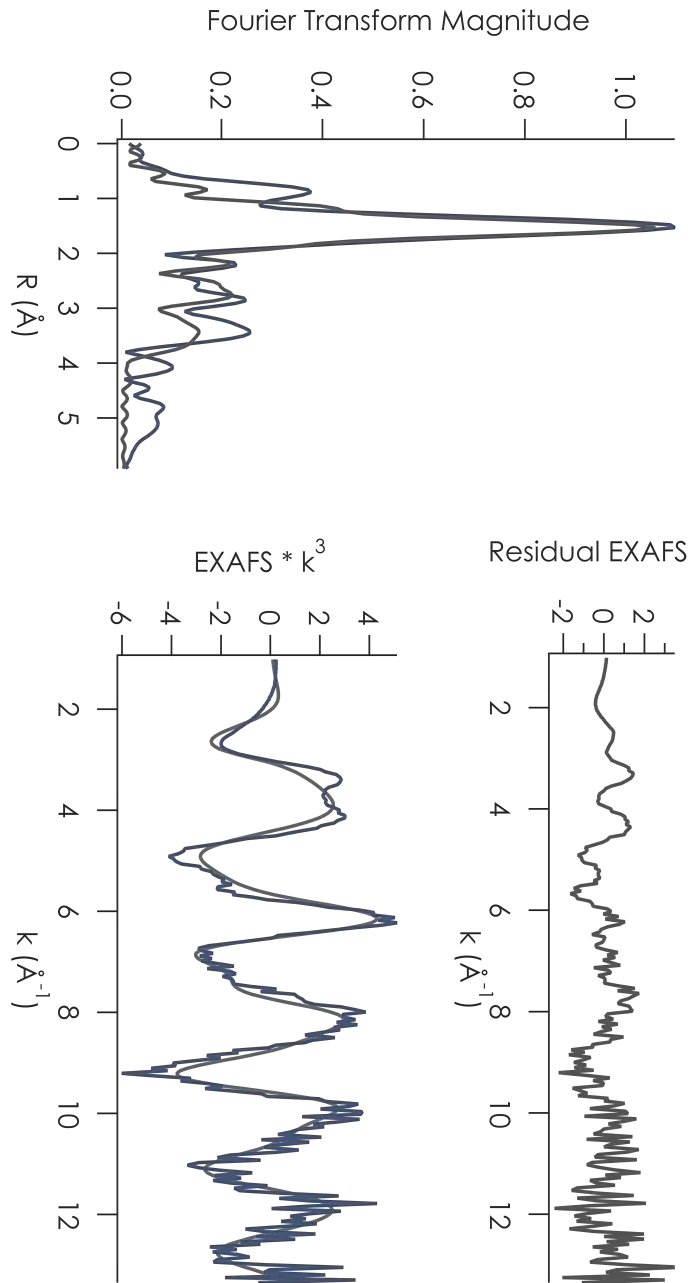 Fourier Transform Magnitude
0.0 0.2 0.4 0.6 0.8 1.0
0 1 2 3 4 5
R (Å)
EXAFS * k³
-6 -4 -2 0 2 4
2 4 6 8 10 12
k (Å⁻¹)
Residual EXAFS
-2 0 2
2 4 6 8 10 12
k (Å⁻¹)